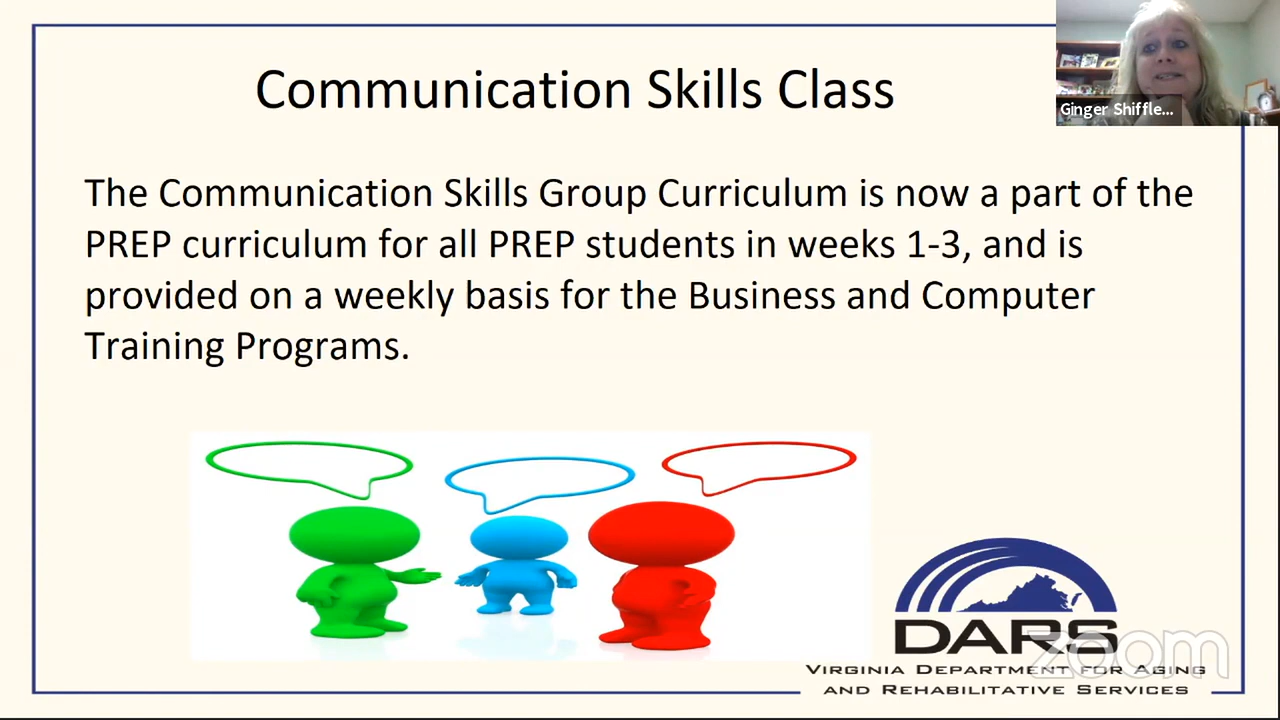 Communication Skills Class
Ginger Shiffle...
The Communication Skills Group Curriculum is now a part of the
PREP curriculum for all PREP students in weeks 1-3, and is
provided on a weekly basis for the Business and Computer
Training Programs.
DARS
zoom
VIRGINIA DEPARTMENT FOR AGING
AND REHABILITATIVE SERVICES